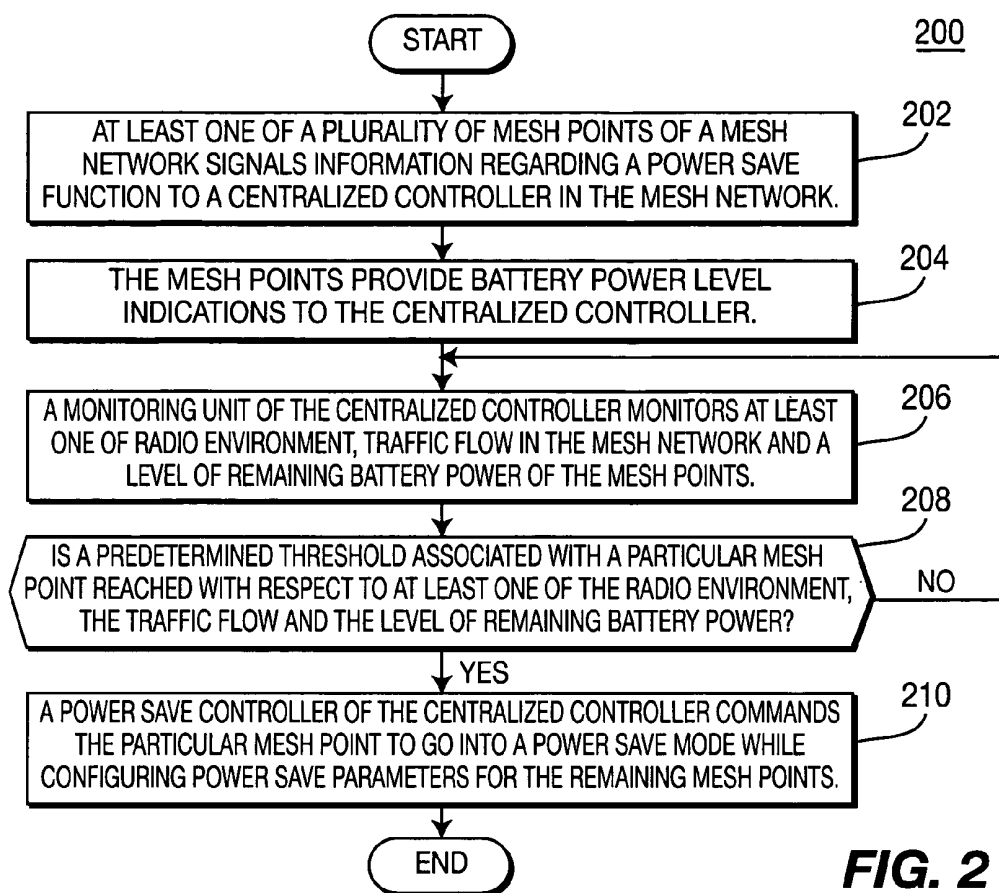 START
200
AT LEAST ONE OF A PLURALITY OF MESH POINTS OF A MESH
NETWORK SIGNALS INFORMATION REGARDING A POWER SAVE
FUNCTION TO A CENTRALIZED CONTROLLER IN THE MESH NETWORK.
202
THE MESH POINTS PROVIDE BATTERY POWER LEVEL
INDICATIONS TO THE CENTRALIZED CONTROLLER.
204
A MONITORING UNIT OF THE CENTRALIZED CONTROLLER MONITORS AT LEAST
ONE OF RADIO ENVIRONMENT, TRAFFIC FLOW IN THE MESH NETWORK AND A
LEVEL OF REMAINING BATTERY POWER OF THE MESH POINTS.
206
IS A PREDETERMINED THRESHOLD ASSOCIATED WITH A PARTICULAR MESH
POINT REACHED WITH RESPECT TO AT LEAST ONE OF THE RADIO ENVIRONMENT,
THE TRAFFIC FLOW AND THE LEVEL OF REMAINING BATTERY POWER?
208
NO
YES
A POWER SAVE CONTROLLER OF THE CENTRALIZED CONTROLLER COMMANDS
THE PARTICULAR MESH POINT TO GO INTO A POWER SAVE MODE WHILE
CONFIGURING POWER SAVE PARAMETERS FOR THE REMAINING MESH POINTS.
210
END
FIG. 2